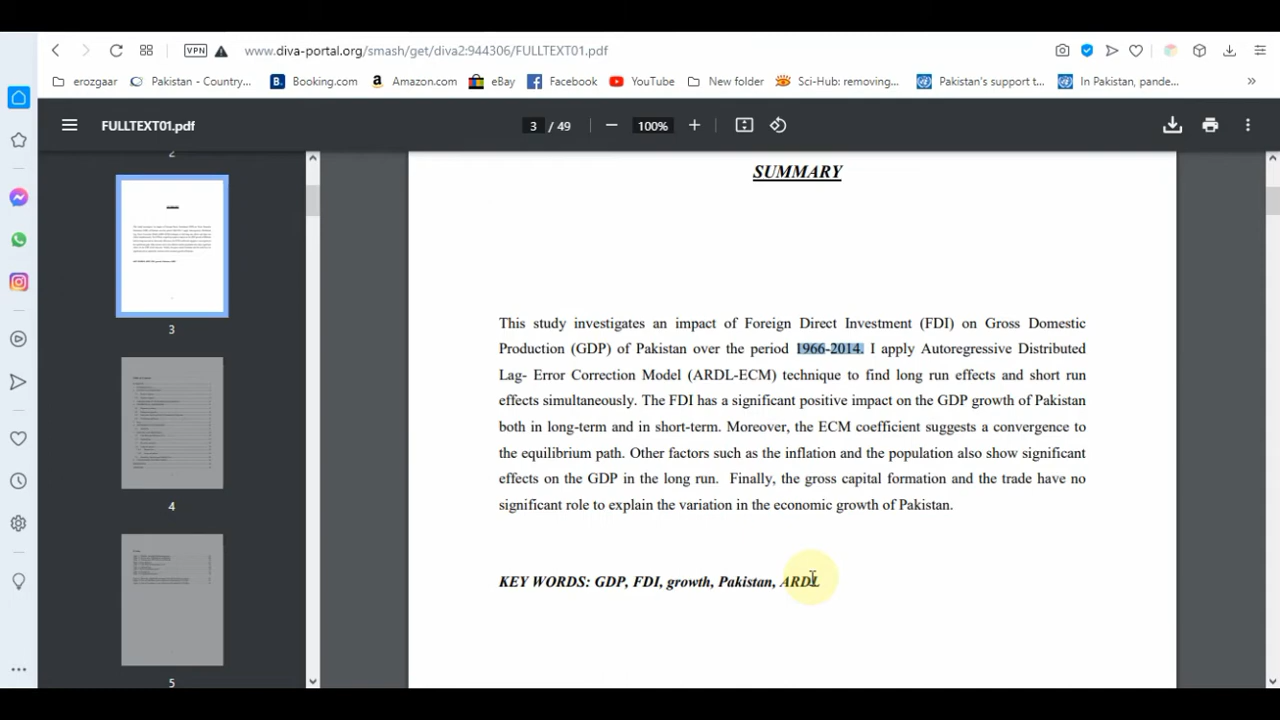 VPN
www.diva-portal.org/smash/get/diva2:944306/FULLTEXT01.pdf
erozgaar
Pakistan - Country...
Booking.com
Amazon.com
eBay
Facebook
YouTube
New folder
Sci-Hub: removing...
Pakistan's support t...
In Pakistan, pande...
»
FULLTEXT01.pdf
3 / 49
100%
2
3
4
5
SUMMARY
This study investigates an impact of Foreign Direct Investment (FDI) on Gross Domestic
Production (GDP) of Pakistan over the period 1966-2014. I apply Autoregressive Distributed
Lag- Error Correction Model (ARDL-ECM) technique to find long run effects and short run
effects simultaneously. The FDI has a significant positive impact on the GDP growth of Pakistan
both in long-term and in short-term. Moreover, the ECM coefficient suggests a convergence to
the equilibrium path. Other factors such as the inflation and the population also show significant
effects on the GDP in the long run. Finally, the gross capital formation and the trade have no
significant role to explain the variation in the economic growth of Pakistan.
KEY WORDS: GDP, FDI, growth, Pakistan, ARDL